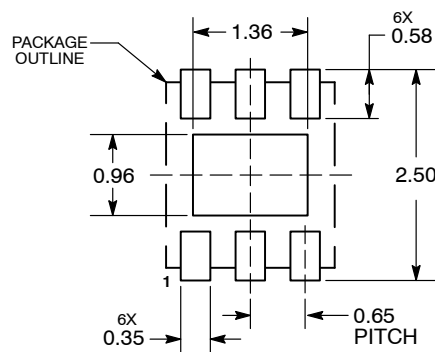 6X
0.58
1.36
PACKAGE
OUTLINE
0.96
2.50
1
6X
0.35
0.65
PITCH